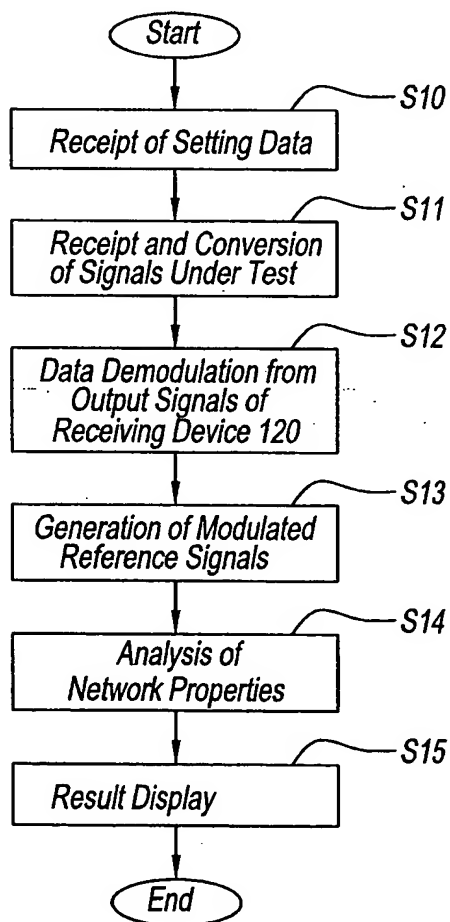 Start
S10
Receipt of Setting Data
S11
Receipt and Conversion
of Signals Under Test
S12
Data Demodulation from
Output Signals of
Receiving Device 120
S13
Generation of Modulated
Reference Signals
S14
Analysis of
Network Properties
S15
Result Display
End